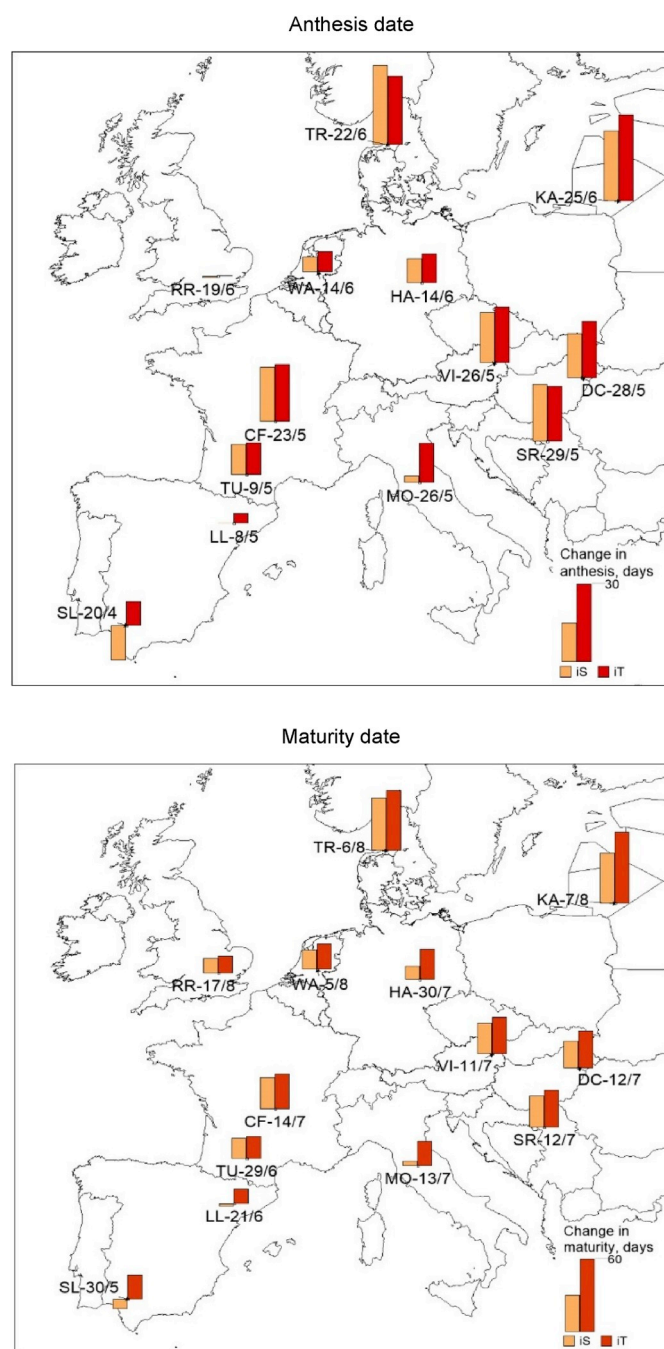 Anthesis date
TR-22/6
KA-25/6
RR-19/6
WA-14/6
HA-14/6
VI-26/5
DC-28/5
CF-23/5
SR-29/5
TU-9/5
MO-26/5
LL-8/5
Change in
anthesis, days
30
SL-20/4
iS iT
Maturity date
TR-6/8
KA-7/8
RR-17/8
WA-5/8
HA-30/7
VI-11/7
DC-12/7
CF-14/7
SR-12/7
TU-29/6
MO-13/7
LL-21/6
Change in
maturity, days
60
SL-30/5
iS iT